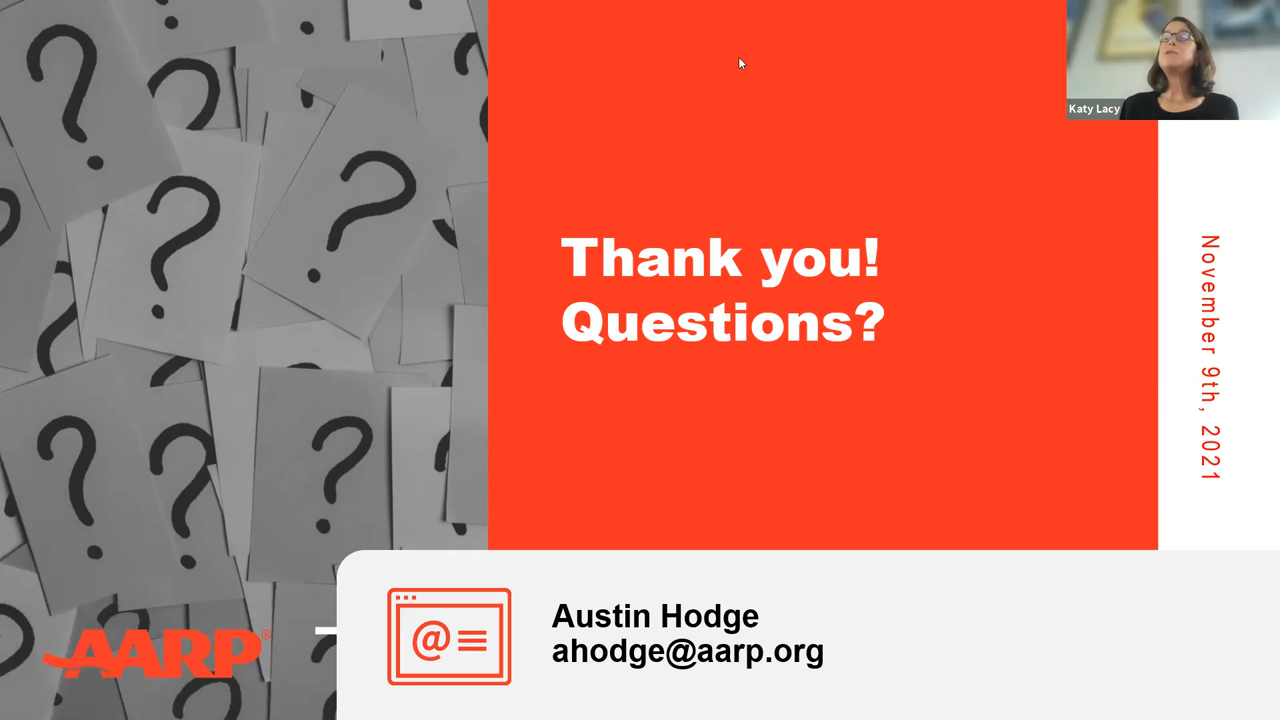 Katy Lacy
Thank you!
Questions?
November 9th, 2021
AARP®
Austin Hodge
ahodge@aarp.org